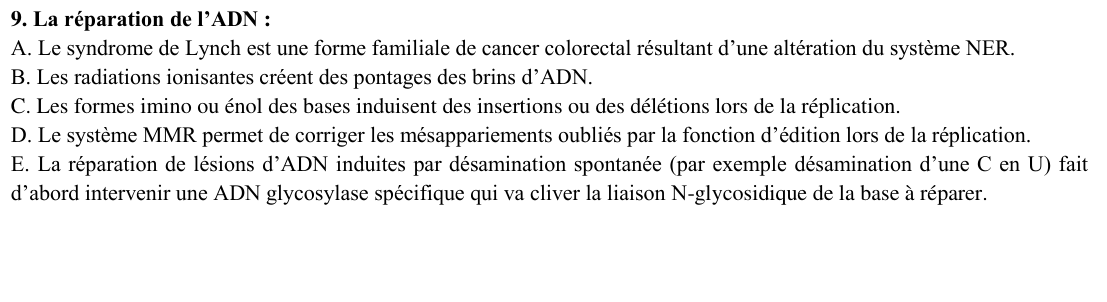 9. La réparation de l’ADN :
A. Le syndrome de Lynch est une forme familiale de cancer colorectal résultant d’une altération du système NER.
B. Les radiations ionisantes créent des pontages des brins d’ADN.
C. Les formes imino ou énol des bases induisent des insertions ou des délétions lors de la réplication.
D. Le système MMR permet de corriger les mésappariements oubliés par la fonction d’édition lors de la réplication.
E. La réparation de lésions d’ADN induites par désamination spontanée (par exemple désamination d’une C en U) fait
d’abord intervenir une ADN glycosylase spécifique qui va cliver la liaison N-glycosidique de la base à réparer.